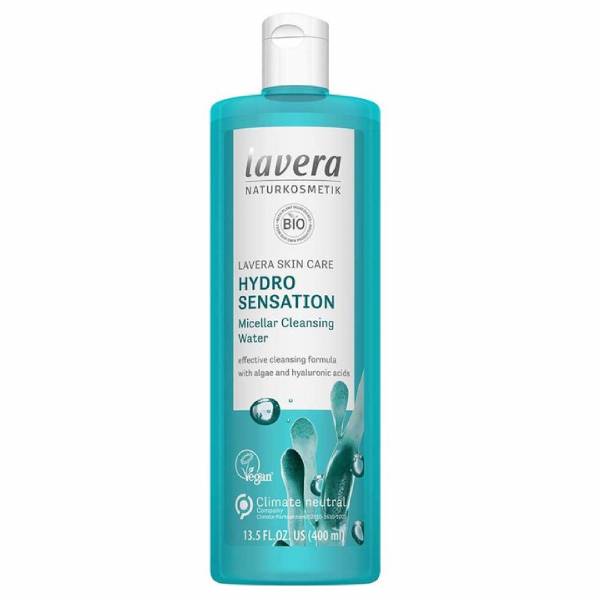 lavera
NATURKOSMETIK
BIO
LAVERA SKIN CARE
HYDRO
SENSATION
Micellar Cleansing
Water
effective cleansing formula
with algae and hyaluronic acids
Vegan
Climate neutral
Company
13.5 FL.OZ. US (400 ml)